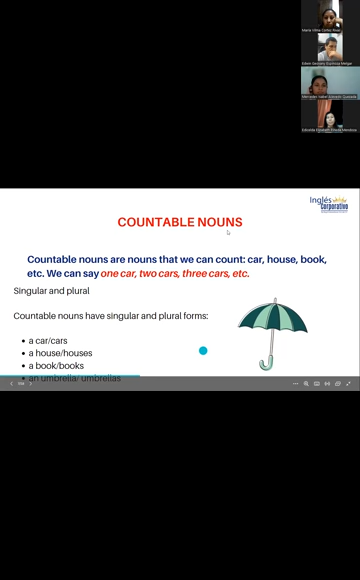 Inglés
corporative
COUNTABLE NOUNS
Countable nouns are nouns that we can count: car, house, book,
etc. We can say one car, two cars, three cars, etc.
Singular and plural
Countable nouns have singular and plural forms:
a car/cars
a house/houses
a book/books
an umbrella/ umbrellas